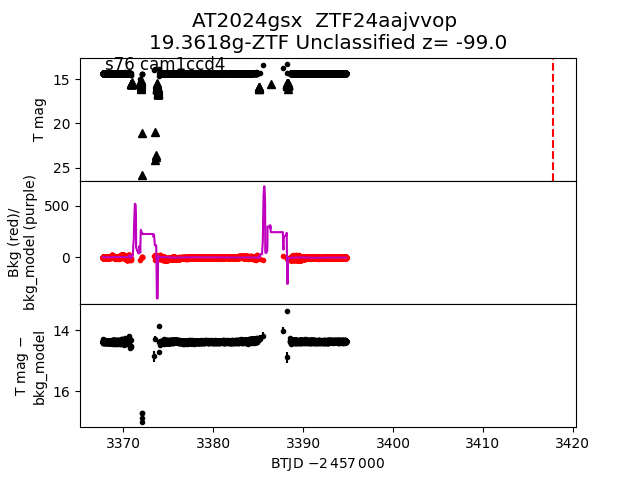 AT2024gsx ZTF24aajvvop
19.3618g-ZTF Unclassified z= -99.0
s76 cam1ccd4
15
20
25
T mag
500
0
Bkg (red)/
bkg_model (purple)
14
16
T mag −
bkg_model
3370 3380 3390 3400 3410 3420
BTJD −2 457 000